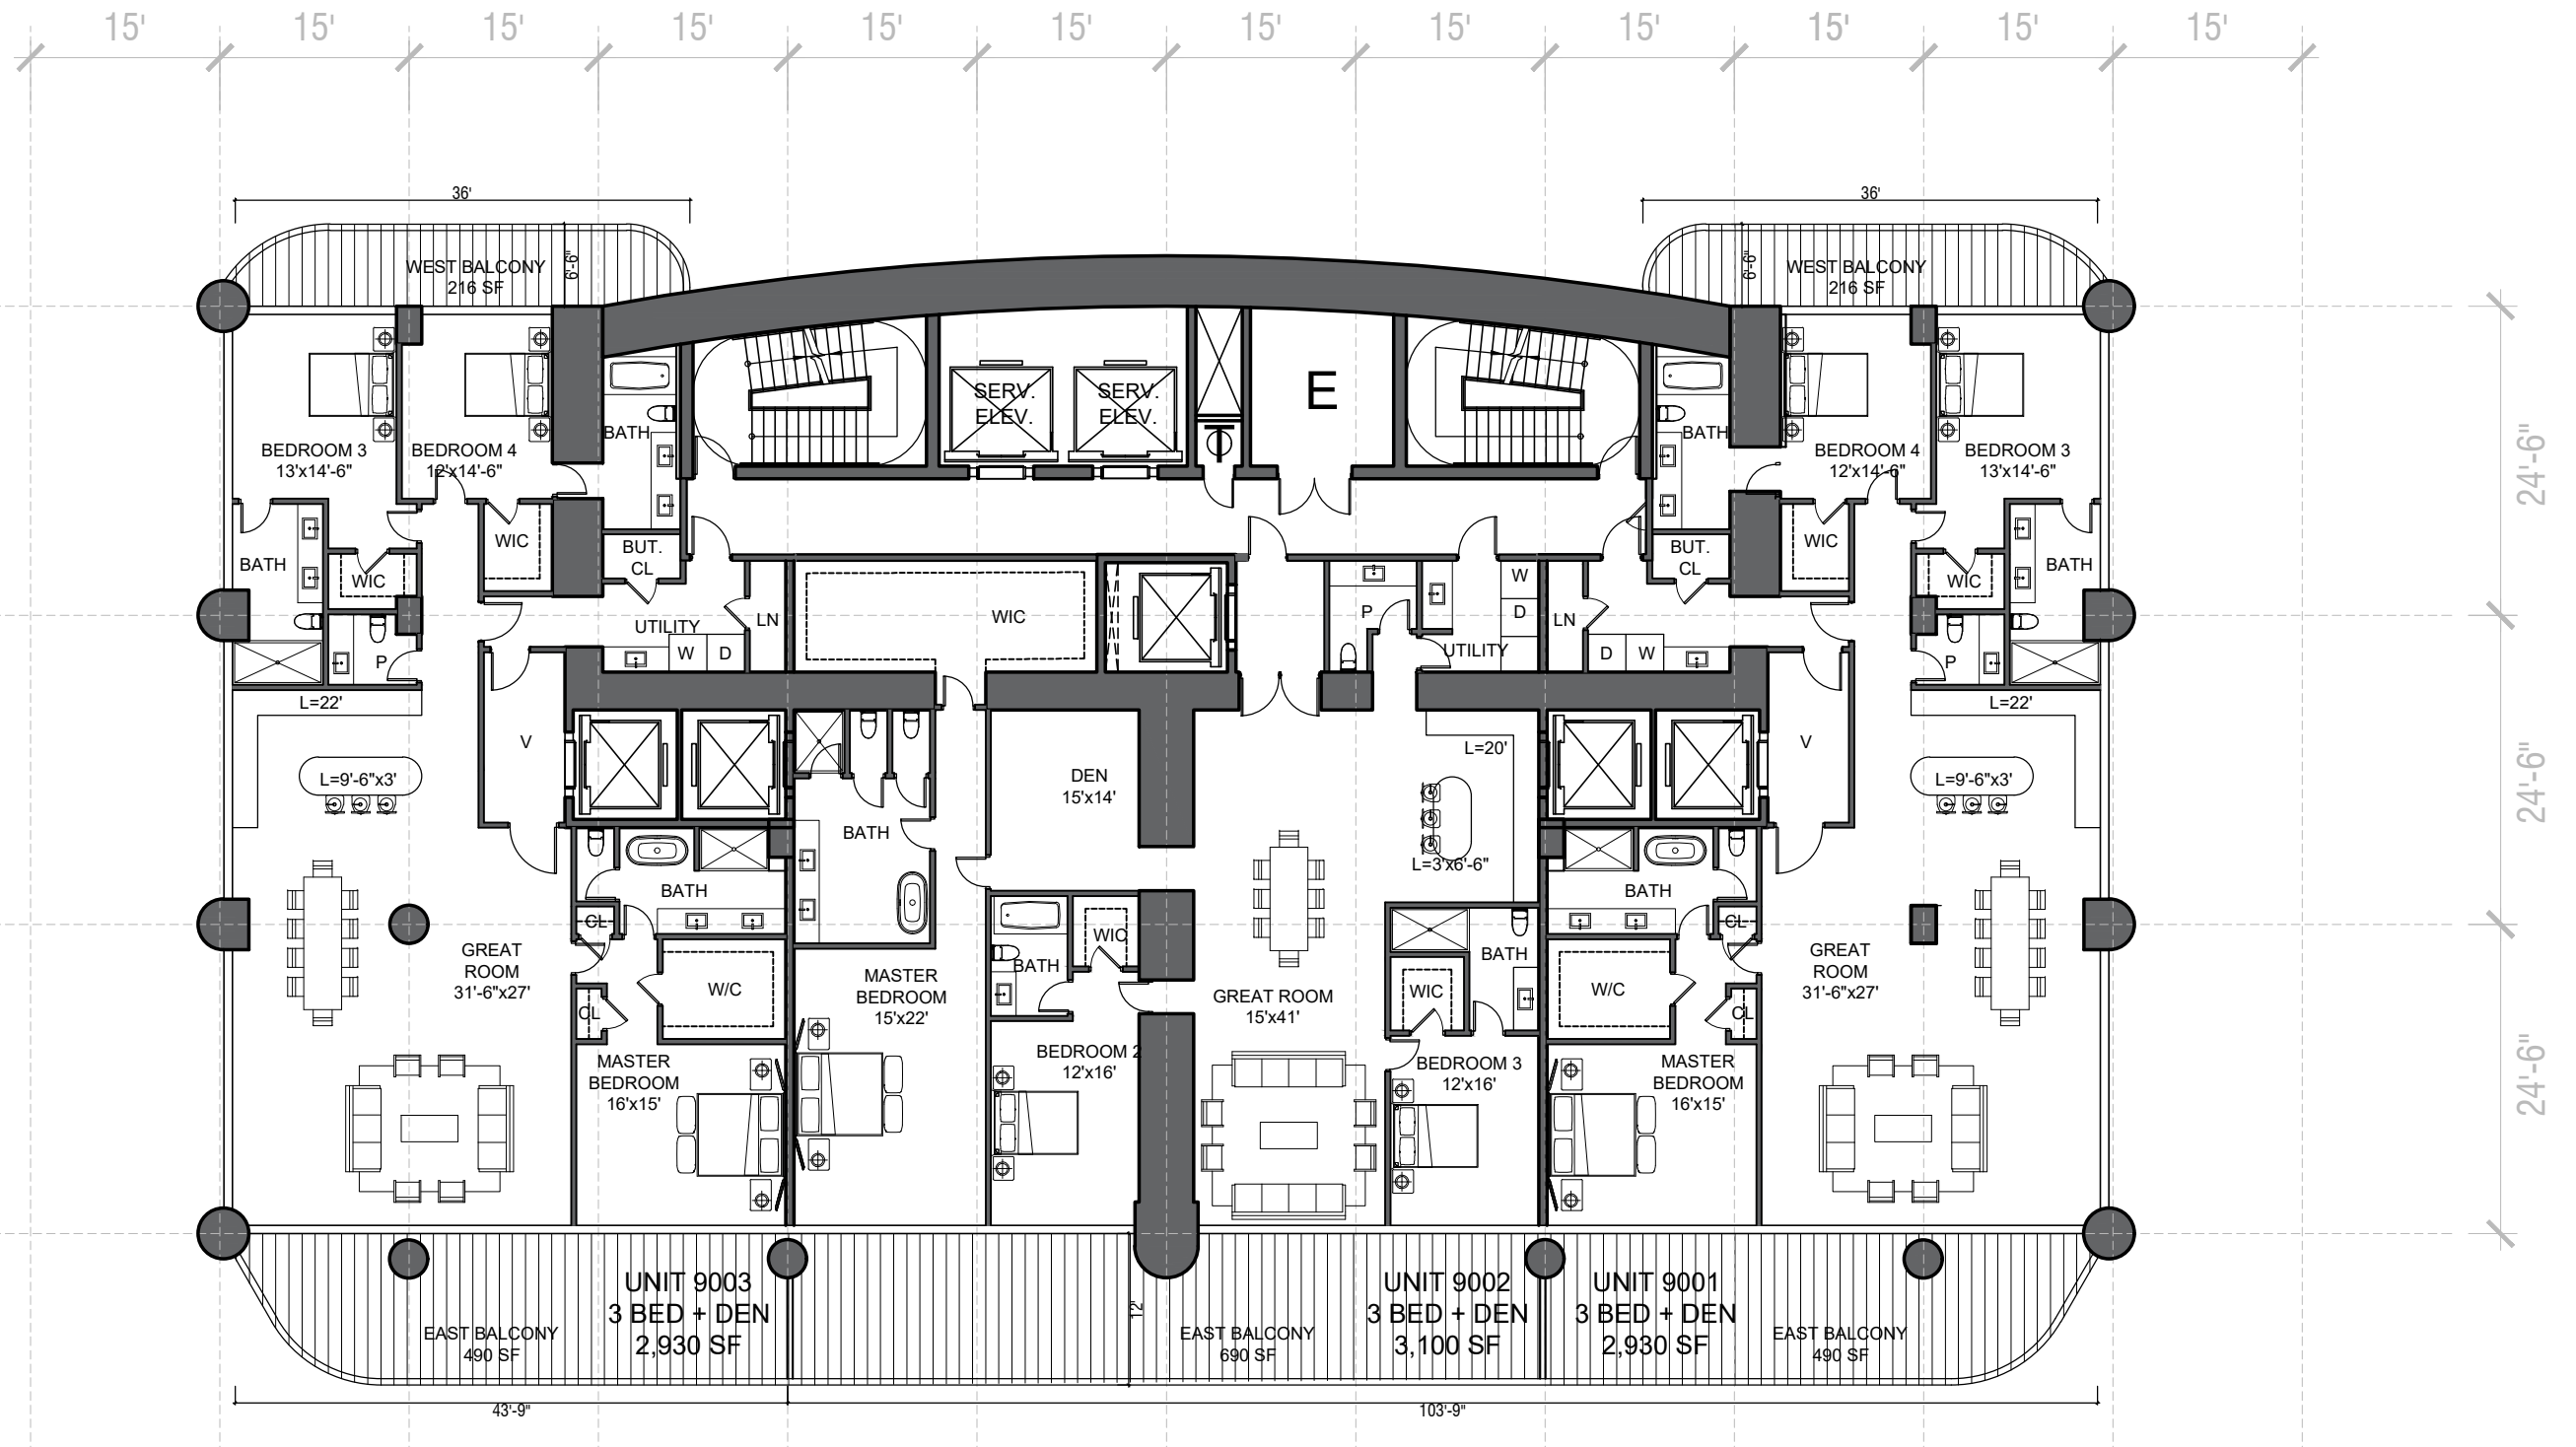 15' 15' 15' 15' 15' 15' 15' 15' 15' 15' 15' 15'
36' 36'
6'-6" 6'-6"
WEST BALCONY
216 SF
WEST BALCONY
216 SF
SERV.
ELEV.
SERV.
ELEV.
E
T
BEDROOM 3
13'x14'-6"
BEDROOM 4
12'x14'-6"
BATH
BATH
BEDROOM 4
12'x14'-6"
BEDROOM 3
13'x14'-6"
24'-6"
BATH
WIC
WIC
BUT.
CL
BUT.
CL
WIC
WIC
BATH
UTILITY
W D
LN
WIC
P
W
D
UTILITY
LN
D W
P
P
L=22'
L=22'
V
V
L=9'-6"x3'
L=9'-6"x3'
DEN
15'x14'
L=20'
L=3'x6'-6"
24'-6"
BATH
BATH
BATH
CL
CL
WIC
BATH
BATH
GREAT
ROOM
31'-6"x27'
GREAT
ROOM
31'-6"x27'
W/C
W/C
CL
CL
MASTER
BEDROOM
15'x22'
GREAT ROOM
15'x41'
WIC
MASTER
BEDROOM
16'x15'
BEDROOM 2
12'x16'
BEDROOM 3
12'x16'
MASTER
BEDROOM
16'x15'
24'-6"
UNIT 9003
3 BED + DEN
2,930 SF
UNIT 9002
3 BED + DEN
3,100 SF
UNIT 9001
3 BED + DEN
2,930 SF
12'
EAST BALCONY
490 SF
EAST BALCONY
690 SF
EAST BALCONY
490 SF
43'-9" 103'-9"